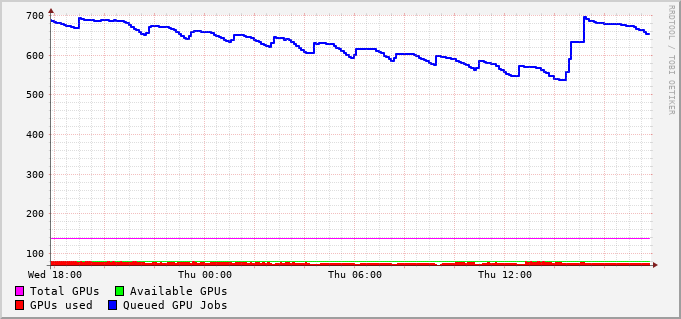 700
600
500
400
300
200
100
Wed 18:00 Thu 00:00 Thu 06:00 Thu 12:00
Total GPUs Available GPUs
GPUs used Queued GPU Jobs
RRDTOOL / TOBI OETIKER